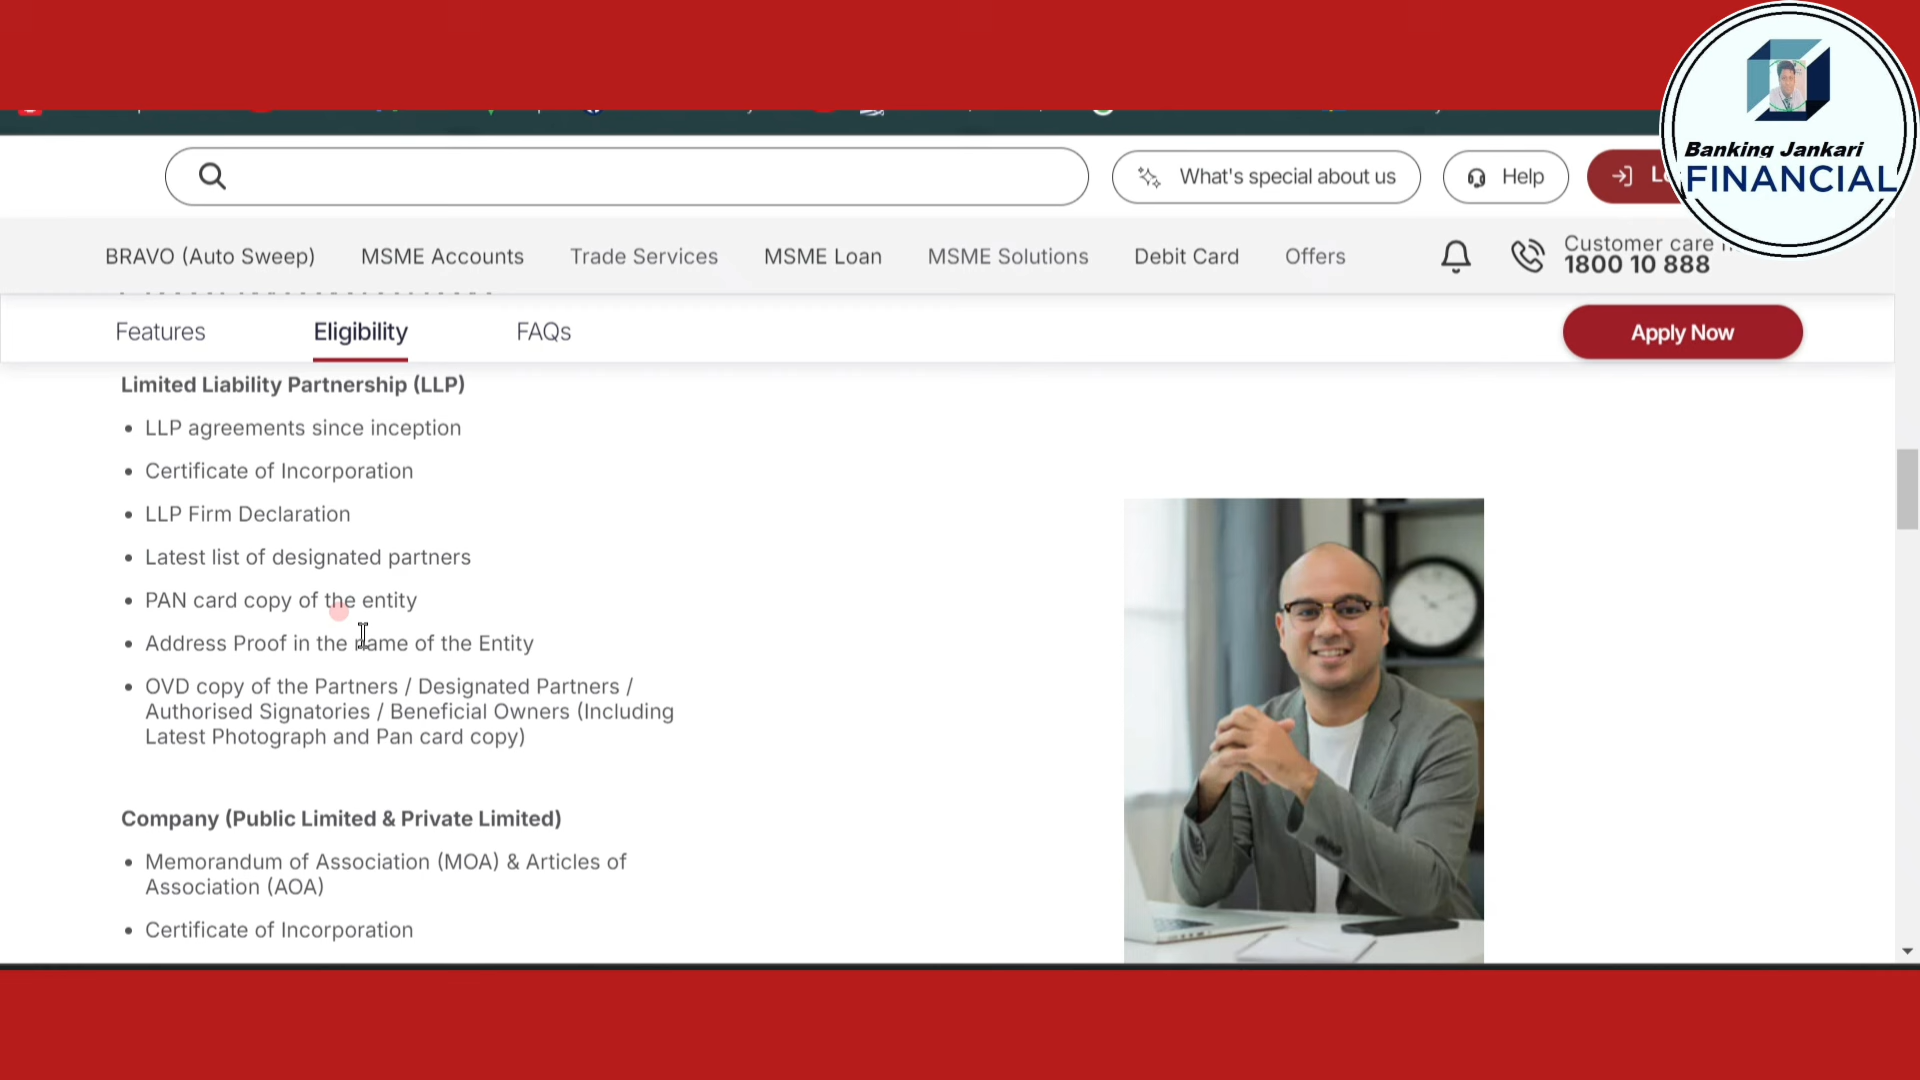 Banking Jankari
FINANCIAL
What's special about us
Help
BRAVO (Auto Sweep)
MSME Accounts
Trade Services
MSME Loan
MSME Solutions
Debit Card
Offers
Customer care
1800 10 888
Features
Eligibility
FAQs
Apply Now
Limited Liability Partnership (LLP)
• LLP agreements since inception
• Certificate of Incorporation
• LLP Firm Declaration
• Latest list of designated partners
• PAN card copy of the entity
• Address Proof in the name of the Entity
• OVD copy of the Partners / Designated Partners /
Authorised Signatories / Beneficial Owners (Including
Latest Photograph and Pan card copy)
Company (Public Limited & Private Limited)
• Memorandum of Association (MOA) & Articles of
Association (AOA)
• Certificate of Incorporation